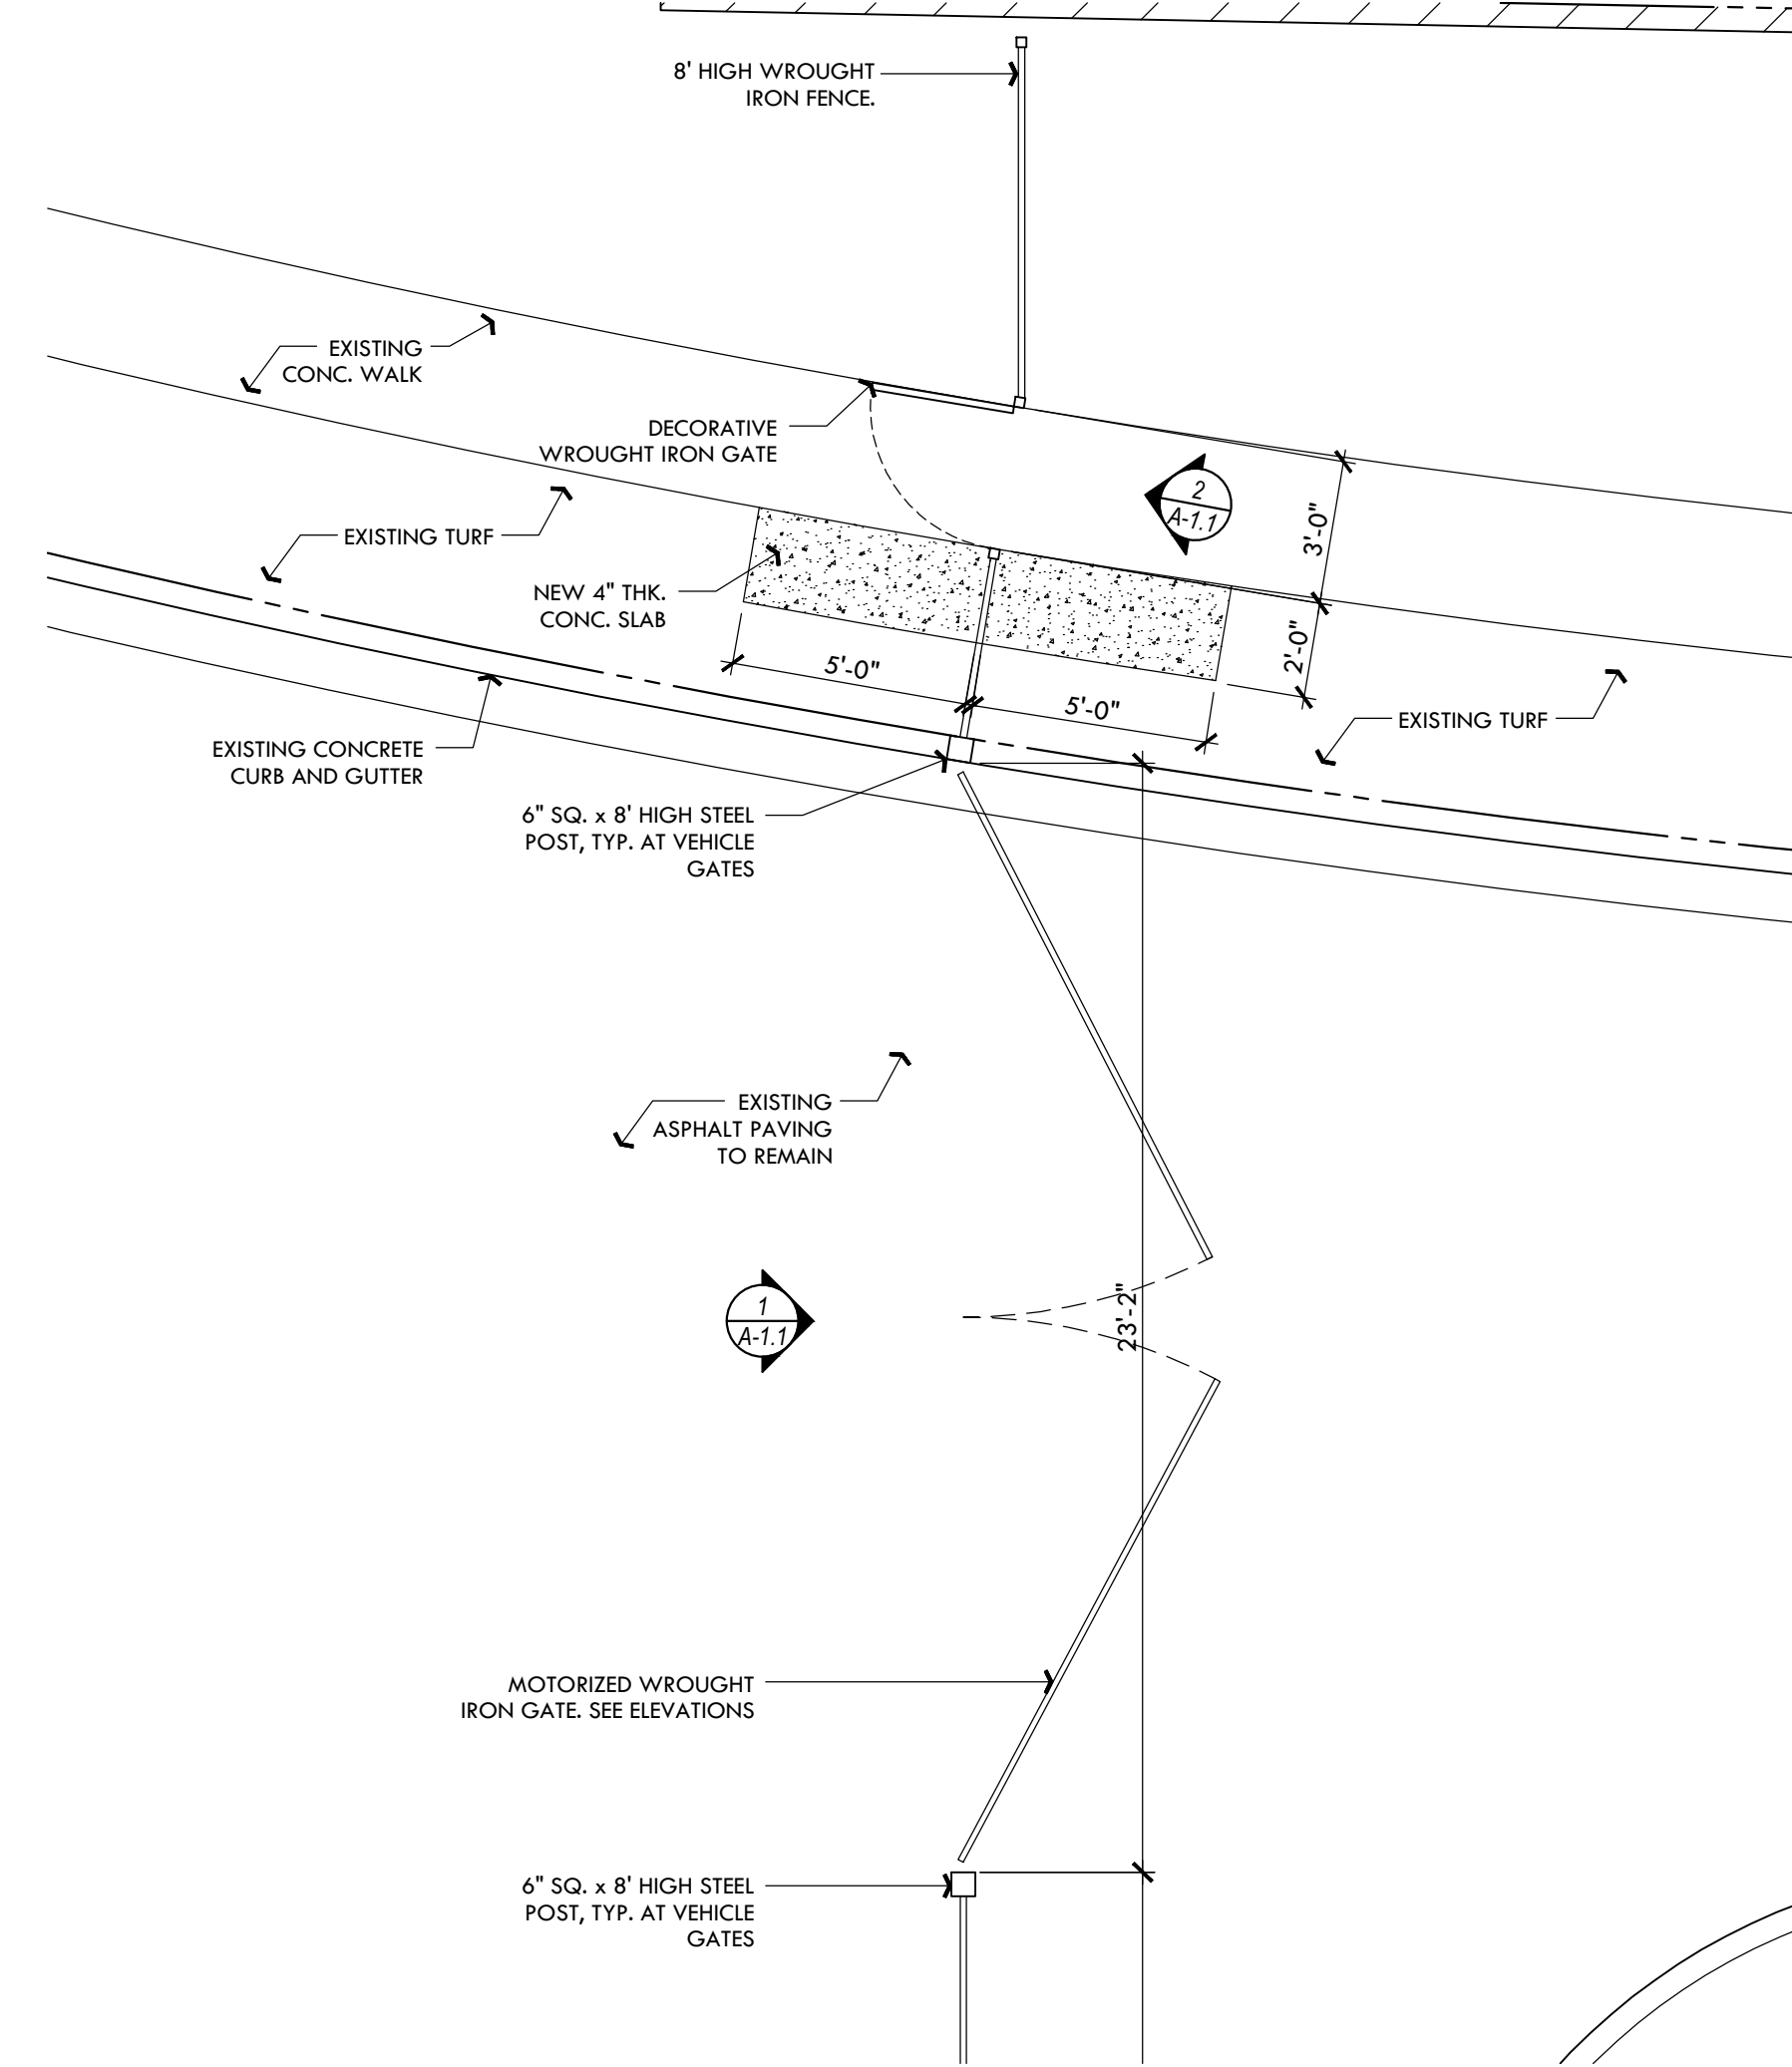 8' HIGH WROUGHT
IRON FENCE.
EXISTING
CONC. WALK
DECORATIVE
WROUGHT IRON GATE
2
A-1.1
3'-0"
EXISTING TURF
NEW 4" THK.
CONC. SLAB
2'-0"
5'-0"
5'-0"
EXISTING TURF
EXISTING CONCRETE
CURB AND GUTTER
6" SQ. x 8' HIGH STEEL
POST, TYP. AT VEHICLE
GATES
EXISTING
ASPHALT PAVING
TO REMAIN
1
A-1.1
23'-2"
MOTORIZED WROUGHT
IRON GATE. SEE ELEVATIONS
6" SQ. x 8' HIGH STEEL
POST, TYP. AT VEHICLE
GATES